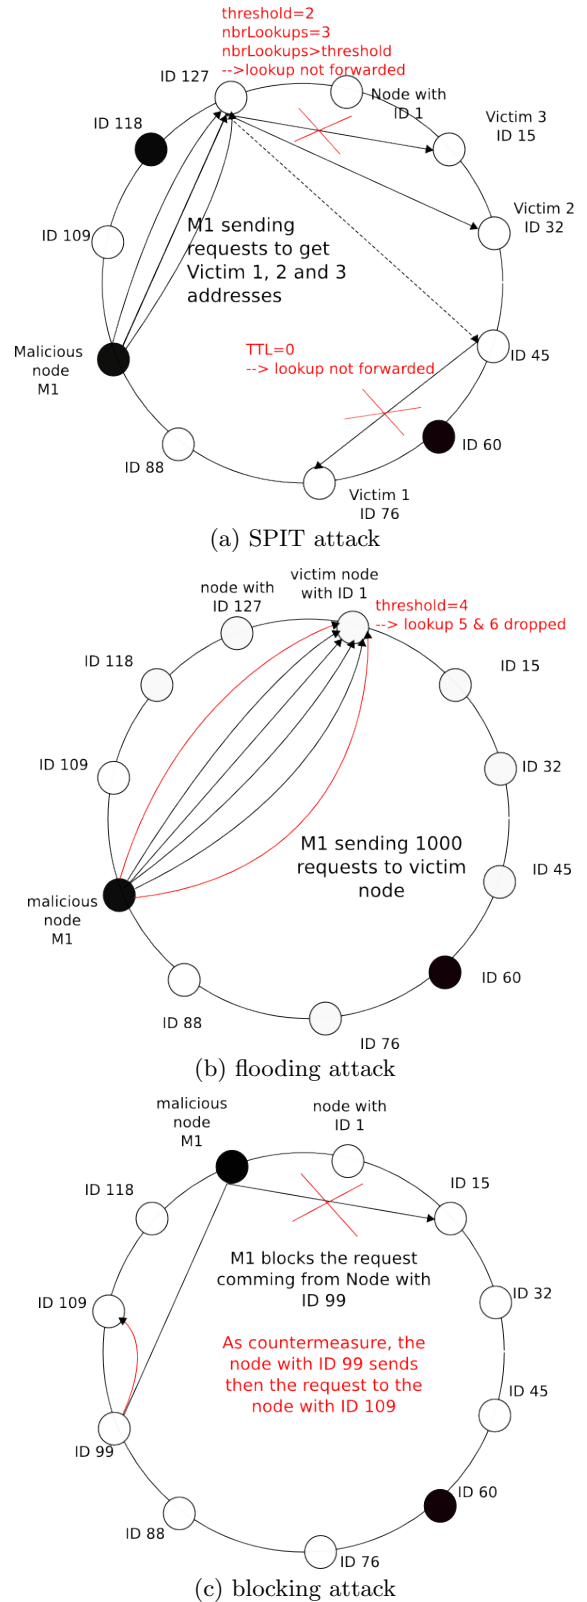 threshold=2
nbrLookups=3
nbrLookups>threshold
-->lookup not forwarded
ID 127
Node with
ID 1
ID 118
Victim 3
ID 15
Victim 2
ID 32
ID 109
M1 sending
requests to get
Victim 1, 2 and 3
addresses
Malicious
node
M1
TTL=0
--> lookup not forwarded
ID 45
ID 60
ID 88
Victim 1
ID 76
(a) SPIT attack
node with
ID 127
victim node
with ID 1
threshold=4
--> lookup 5 & 6 dropped
ID 118
ID 15
ID 109
ID 32
M1 sending 1000
requests to victim
node
ID 45
malicious
node
M1
ID 60
ID 88
ID 76
(b) flooding attack
malicious
node
M1
node with
ID 1
ID 118
ID 15
M1 blocks the request
comming from Node with
ID 99
ID 109
ID 32
As countermeasure, the
node with ID 99 sends
then the request to the
node with ID 109
ID 45
ID 99
ID 60
ID 88
ID 76
(c) blocking attack